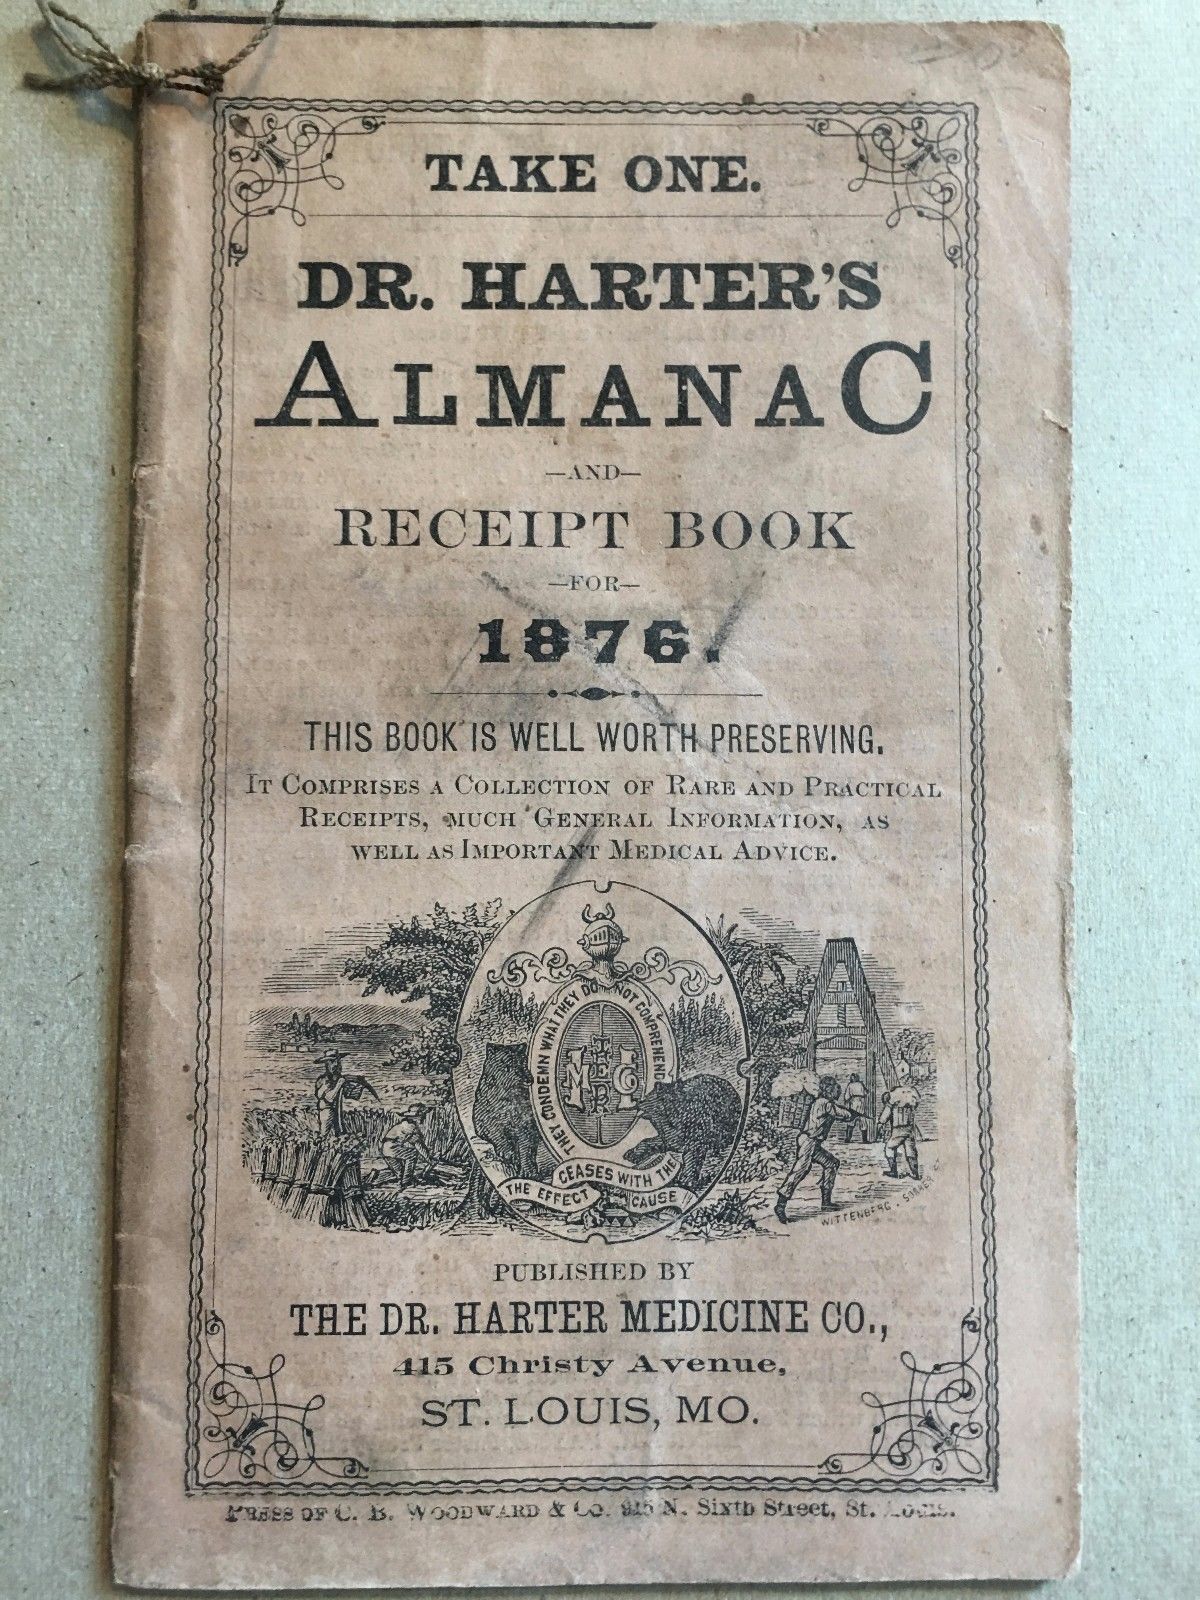 TAKE ONE.
DR. HARTER'S
ALMANAC
—AND—
RECEIPT BOOK
—FOR—
1876.
THIS BOOK IS WELL WORTH PRESERVING.
IT COMPRISES A COLLECTION OF RARE AND PRACTICAL
RECEIPTS, MUCH GENERAL INFORMATION, AS
WELL AS IMPORTANT MEDICAL ADVICE.
THEY CONDEMN WHAT THEY DO NOT COMPREHEND
THE EFFECT CEASES WITH THE CAUSE
WITTENBERG
PUBLISHED BY
THE DR. HARTER MEDICINE CO.,
415 Christy Avenue,
ST. LOUIS, MO.
PRESS OF C. B. WOODWARD & CO. 915 N. Sixth Street, St. Louis.